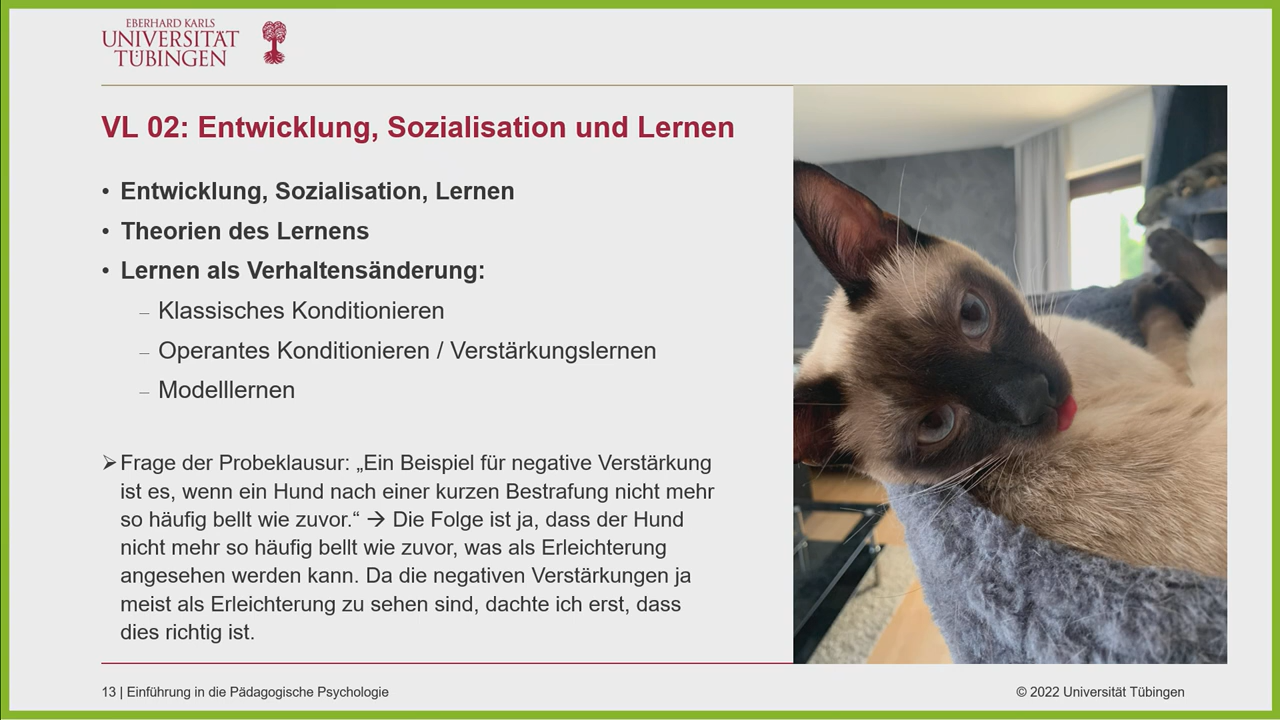 EBERHARD KARLS
UNIVERSITÄT
TÜBINGEN
VL 02: Entwicklung, Sozialisation und Lernen
• Entwicklung, Sozialisation, Lernen
• Theorien des Lernens
• Lernen als Verhaltensänderung:
– Klassisches Konditionieren
– Operantes Konditionieren / Verstärkungslernen
– Modelllernen
➢ Frage der Probeklausur: „Ein Beispiel für negative Verstärkung
ist es, wenn ein Hund nach einer kurzen Bestrafung nicht mehr
so häufig bellt wie zuvor.“ → Die Folge ist ja, dass der Hund
nicht mehr so häufig bellt wie zuvor, was als Erleichterung
angesehen werden kann. Da die negativen Verstärkungen ja
meist als Erleichterung zu sehen sind, dachte ich erst, dass
dies richtig ist.
13 | Einführung in die Pädagogische Psychologie
© 2022 Universität Tübingen